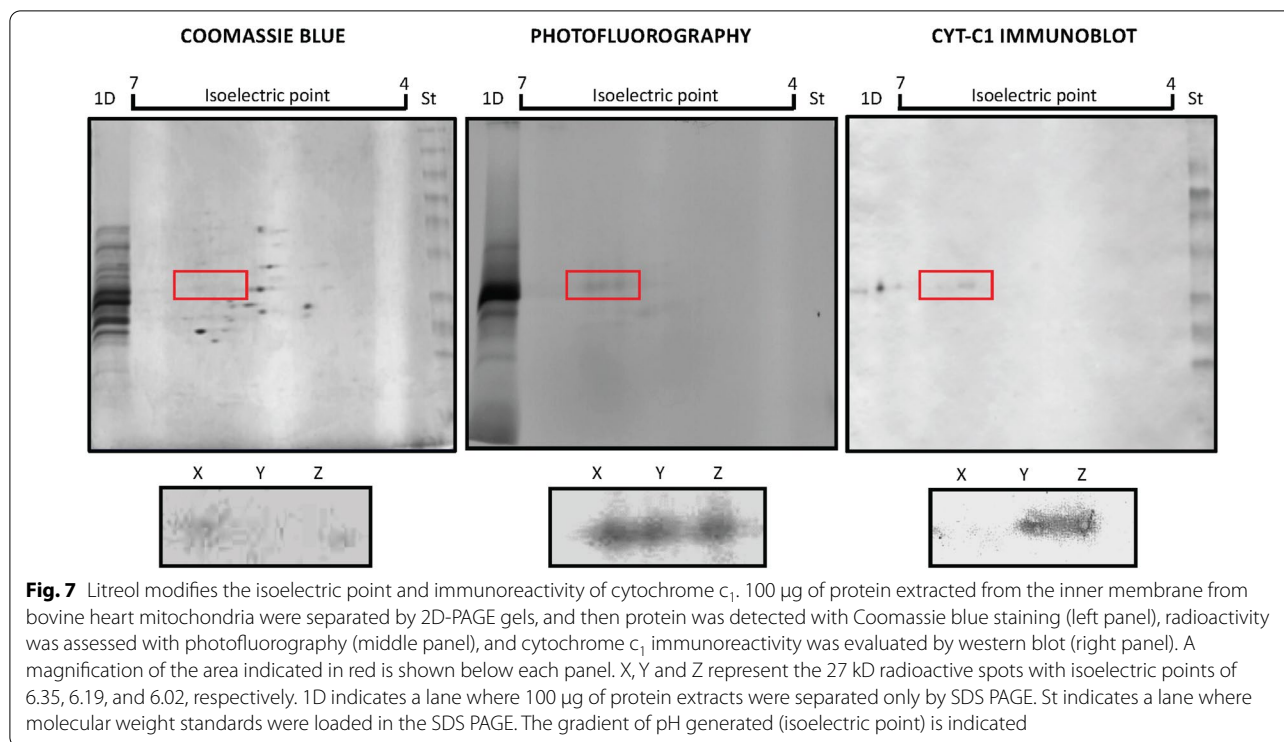 COOMASSIE BLUE
PHOTOFLUOROGRAPHY
CYT-C1 IMMUNOBLOT
1D 7 Isoelectric point 4 St
1D 7 Isoelectric point 4 St
1D 7 Isoelectric point 4 St
X Y Z
X Y Z
X Y Z
Fig. 7 Litreol modifies the isoelectric point and immunoreactivity of cytochrome c₁. 100 µg of protein extracted from the inner membrane from
bovine heart mitochondria were separated by 2D-PAGE gels, and then protein was detected with Coomassie blue staining (left panel), radioactivity
was assessed with photofluorography (middle panel), and cytochrome c₁ immunoreactivity was evaluated by western blot (right panel). A
magnification of the area indicated in red is shown below each panel. X, Y and Z represent the 27 kD radioactive spots with isoelectric points of
6.35, 6.19, and 6.02, respectively. 1D indicates a lane where 100 µg of protein extracts were separated only by SDS PAGE. St indicates a lane where
molecular weight standards were loaded in the SDS PAGE. The gradient of pH generated (isoelectric point) is indicated